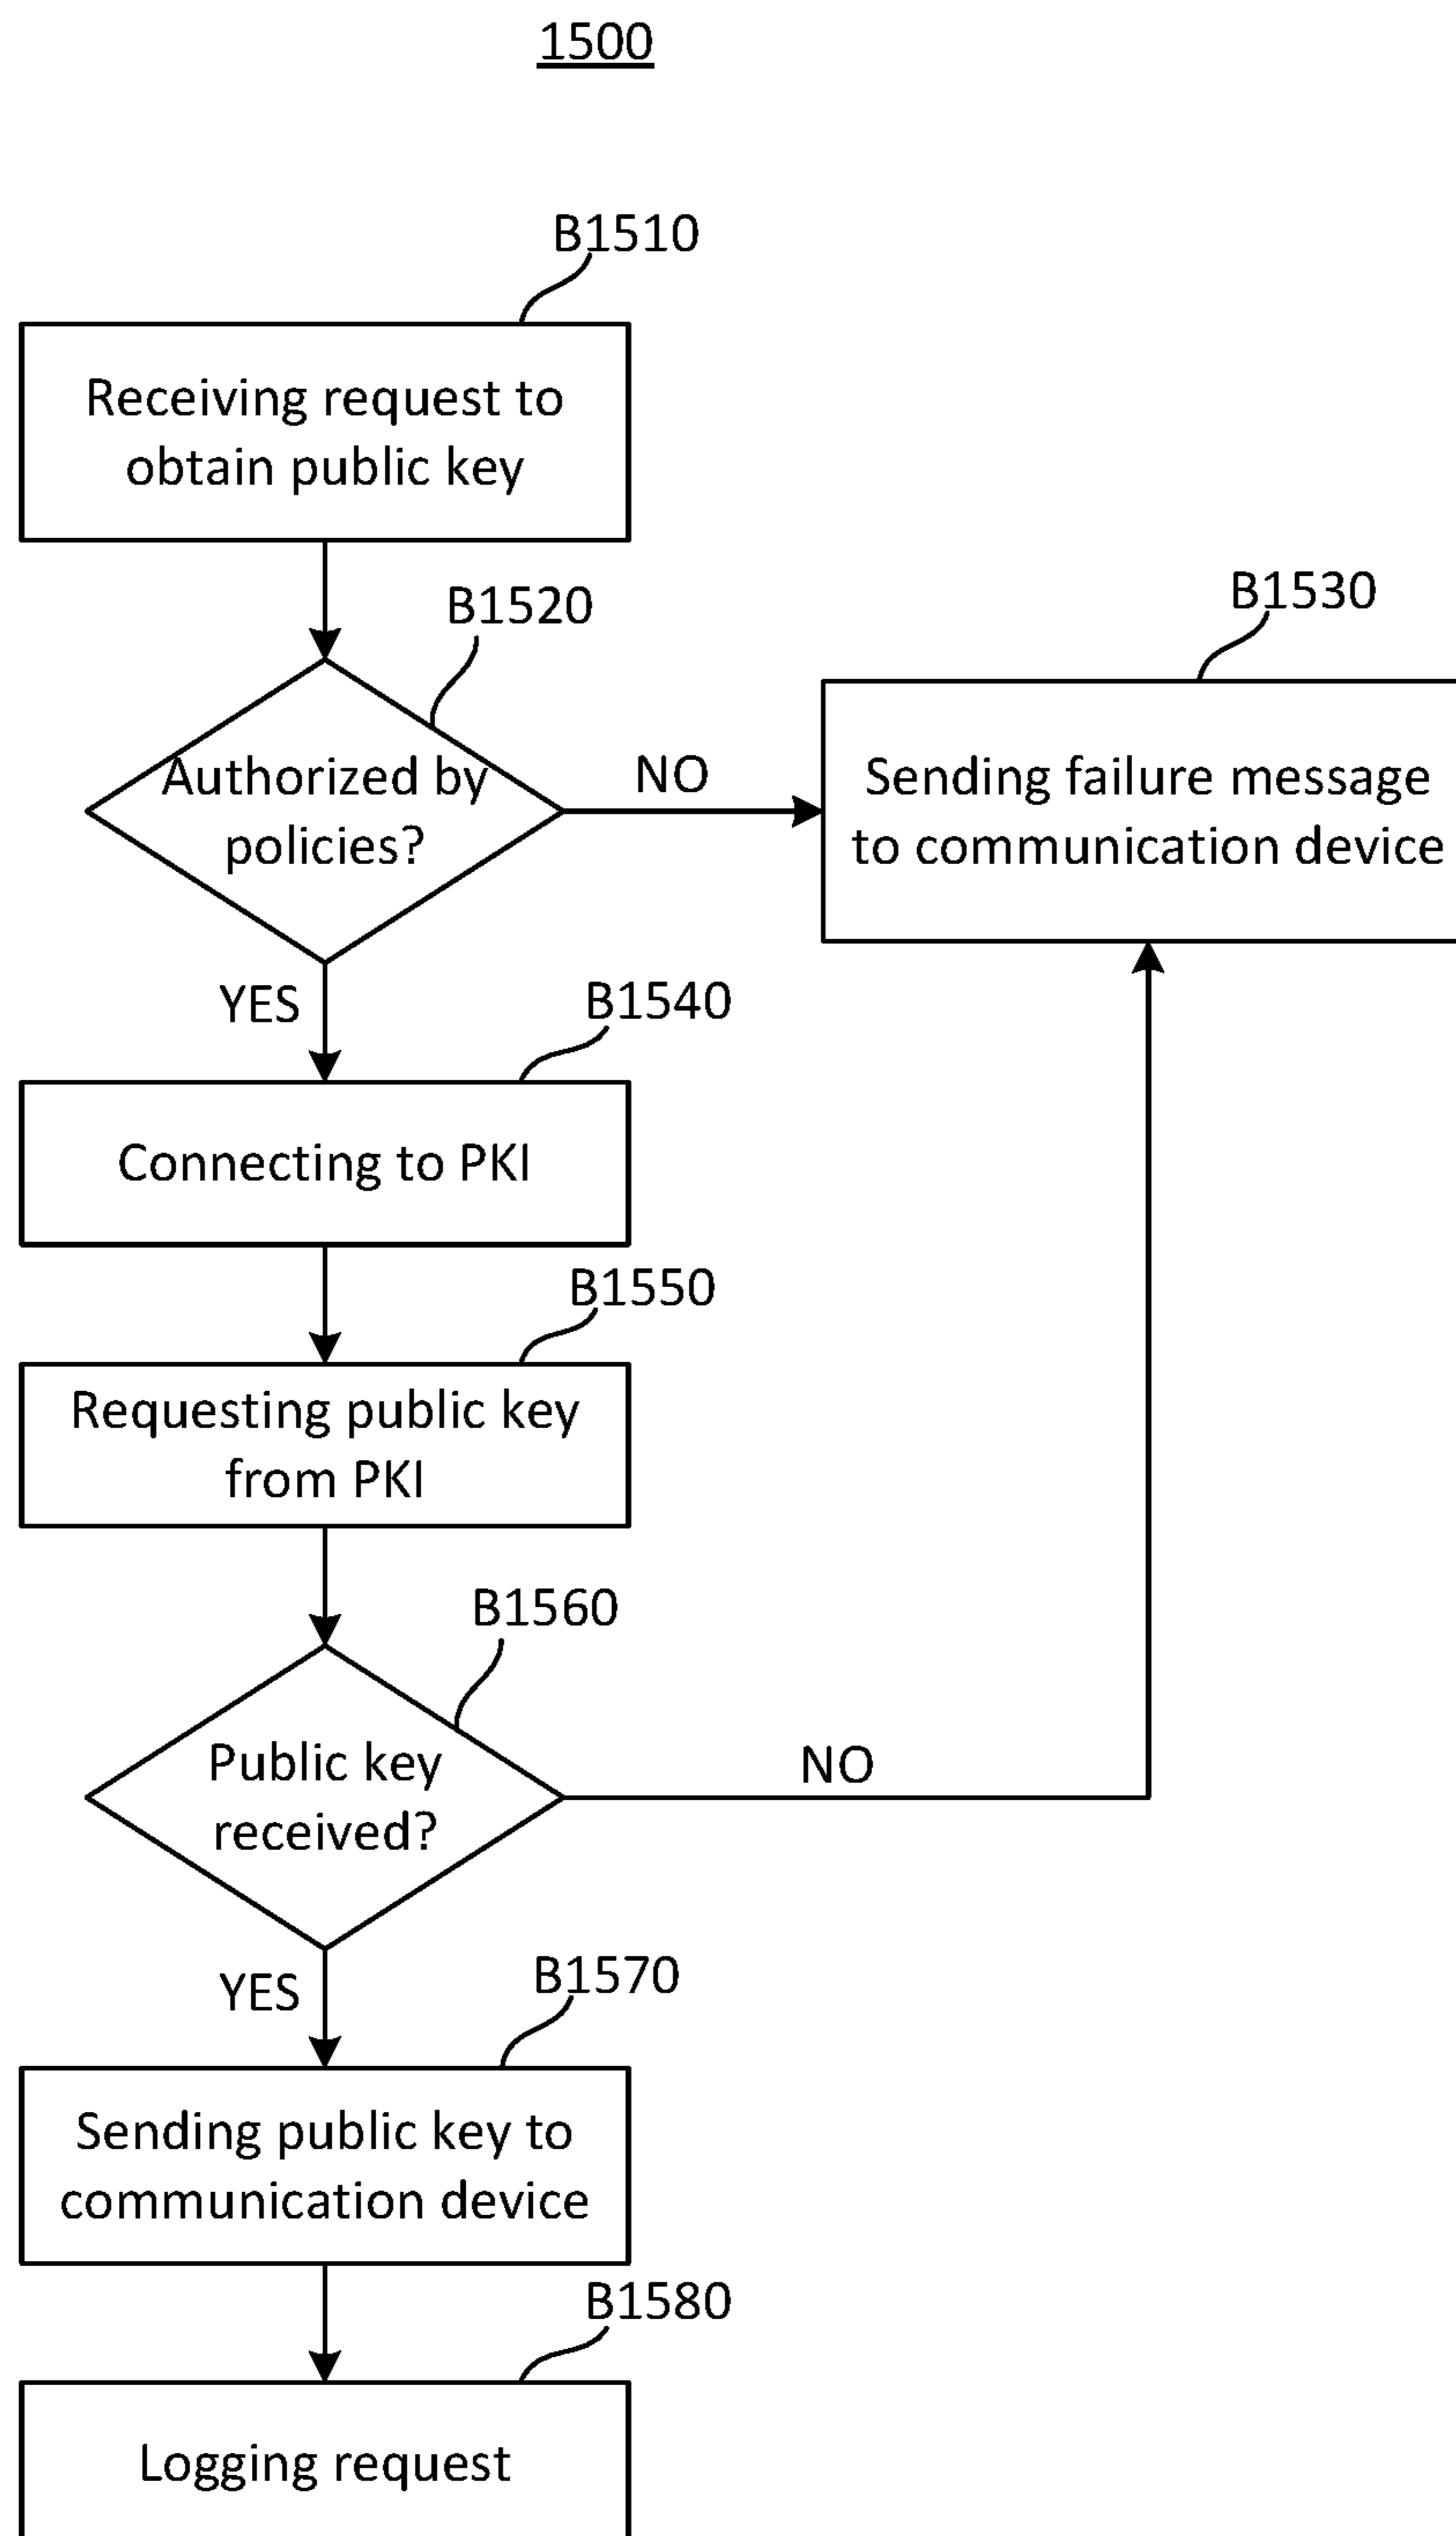 1500
B1510
Receiving request to
obtain public key
B1520
Authorized by
policies?
NO
B1530
Sending failure message
to communication device
YES
B1540
Connecting to PKI
B1550
Requesting public key
from PKI
B1560
Public key
received?
NO
YES
B1570
Sending public key to
communication device
B1580
Logging request